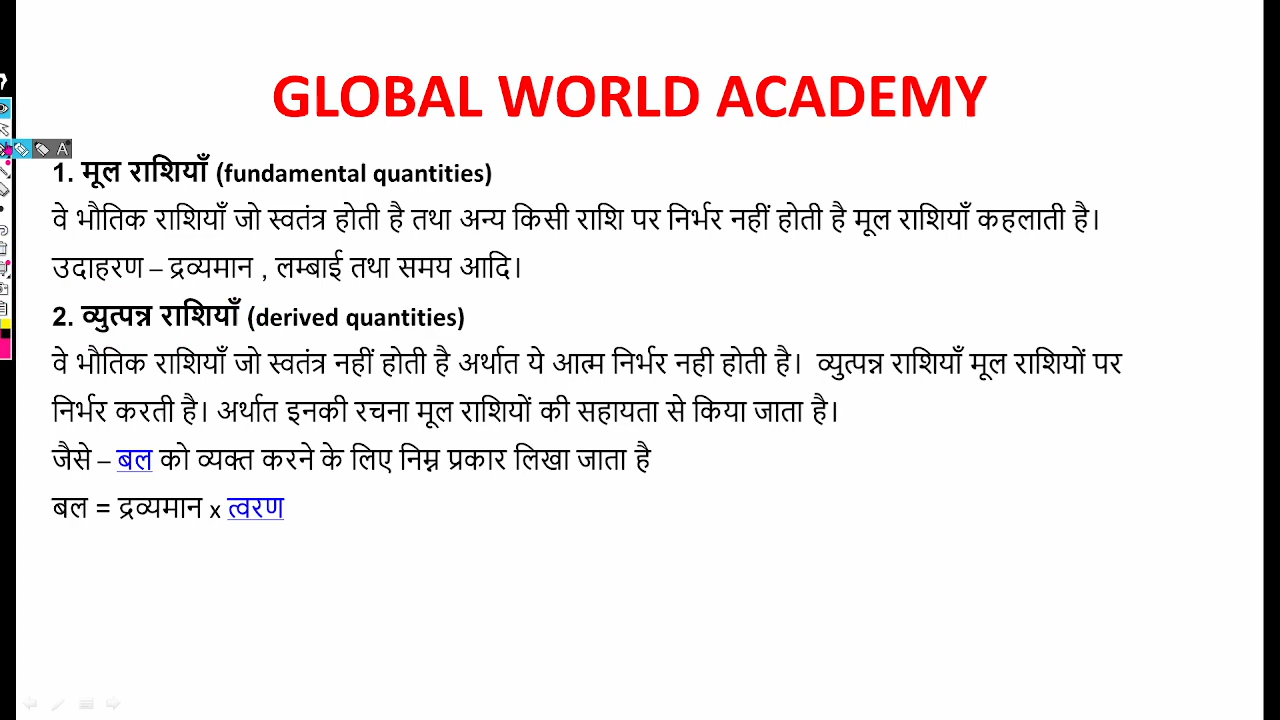 GLOBAL WORLD ACADEMY
A
1. मूल राशियाँ (fundamental quantities)
वे भौतिक राशियाँ जो स्वतंत्र होती है तथा अन्य किसी राशि पर निर्भर नहीं होती है मूल राशियाँ कहलाती है।
उदाहरण – द्रव्यमान , लम्बाई तथा समय आदि।
2. व्युत्पन्न राशियाँ (derived quantities)
वे भौतिक राशियाँ जो स्वतंत्र नहीं होती है अर्थात ये आत्म निर्भर नही होती है। व्युत्पन्न राशियाँ मूल राशियों पर
निर्भर करती है। अर्थात इनकी रचना मूल राशियों की सहायता से किया जाता है।
जैसे – बल को व्यक्त करने के लिए निम्न प्रकार लिखा जाता है
बल = द्रव्यमान x त्वरण